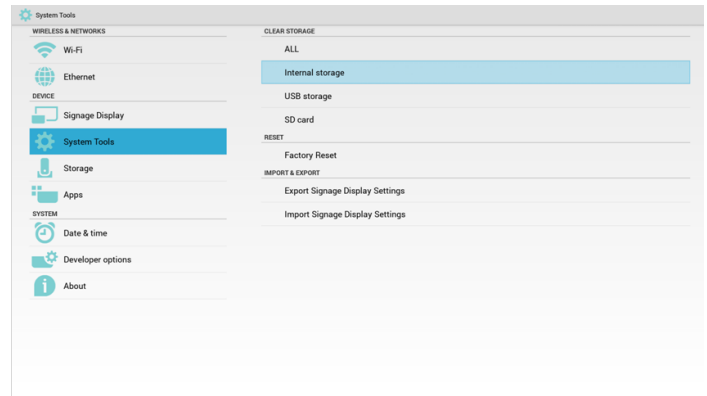 System Tools
WIRELESS & NETWORKS
Wi-Fi
Ethernet
DEVICE
Signage Display
System Tools
Storage
Apps
SYSTEM
Date & time
Developer options
About
CLEAR STORAGE
ALL
Internal storage
USB storage
SD card
RESET
Factory Reset
IMPORT & EXPORT
Export Signage Display Settings
Import Signage Display Settings